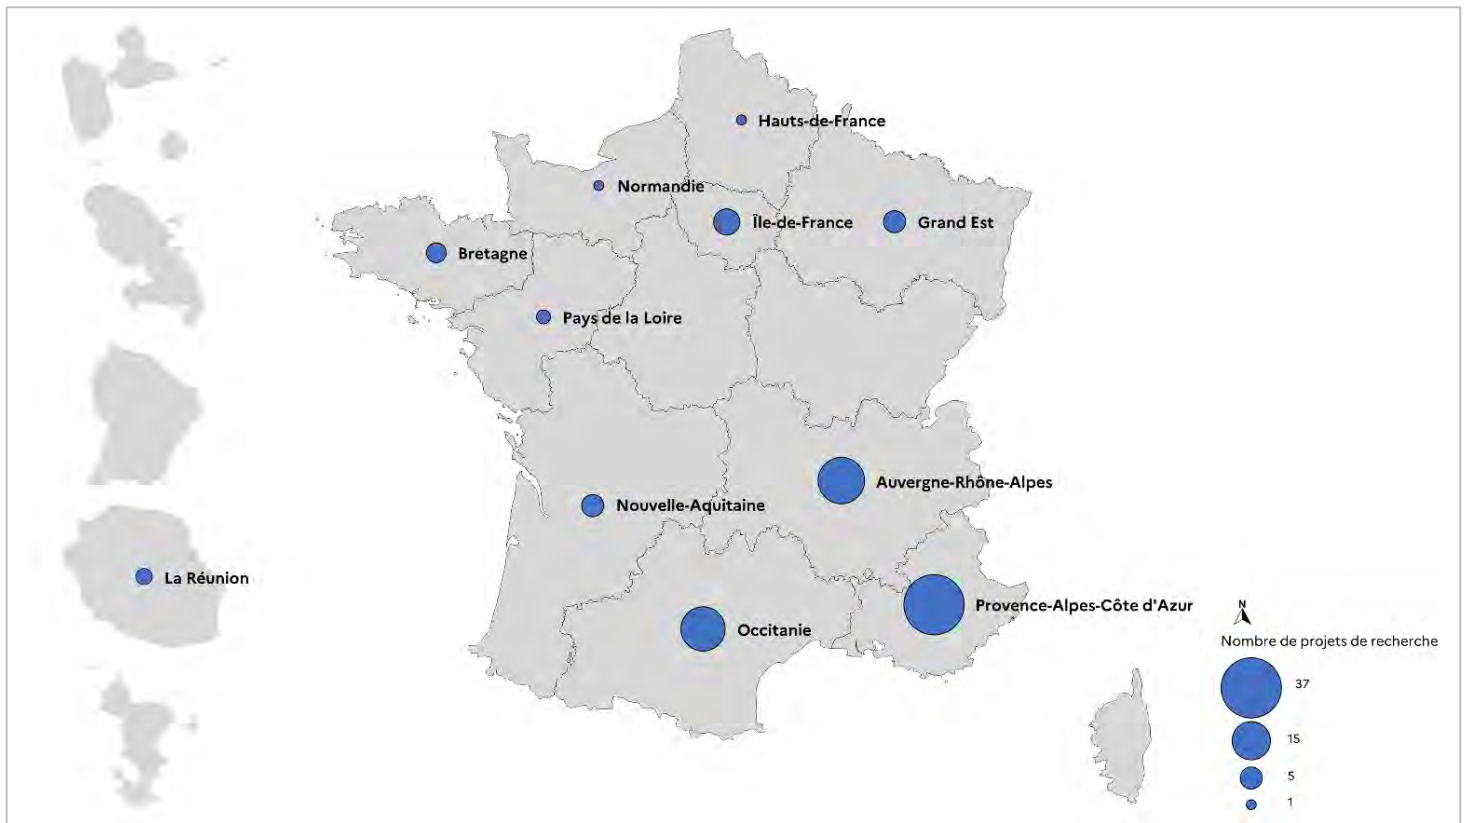 Hauts-de-France
Normandie
Île-de-France
Grand Est
Bretagne
Pays de la Loire
Auvergne-Rhône-Alpes
Nouvelle-Aquitaine
La Réunion
Provence-Alpes-Côte d'Azur
Occitanie
N
Nombre de projets de recherche
37
15
5
1